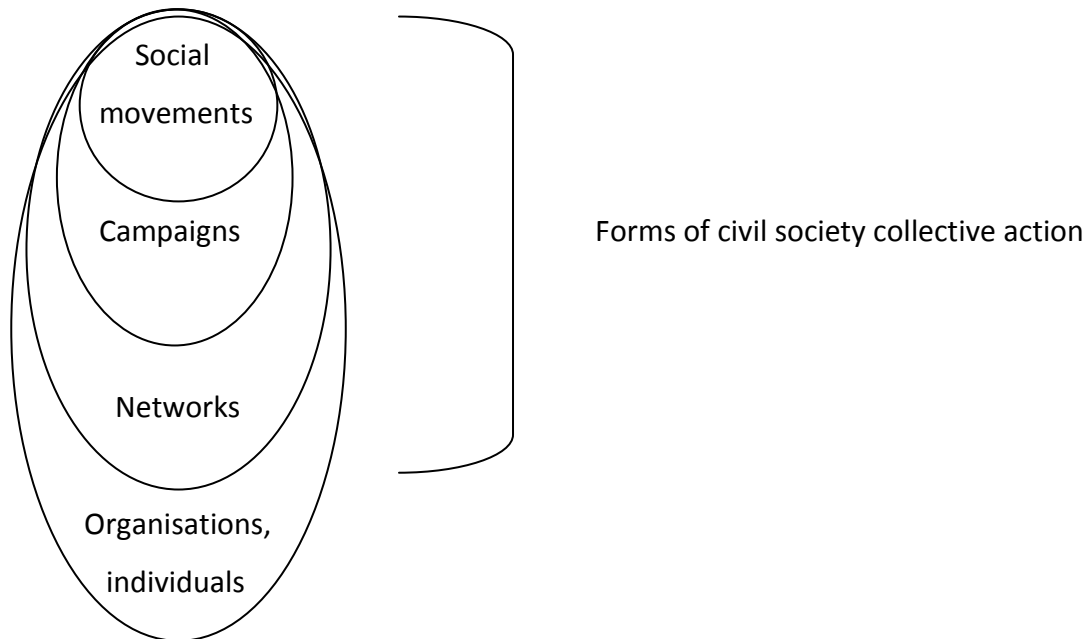 Social
movements
Campaigns
Forms of civil society collective action
Networks
Organisations,
individuals